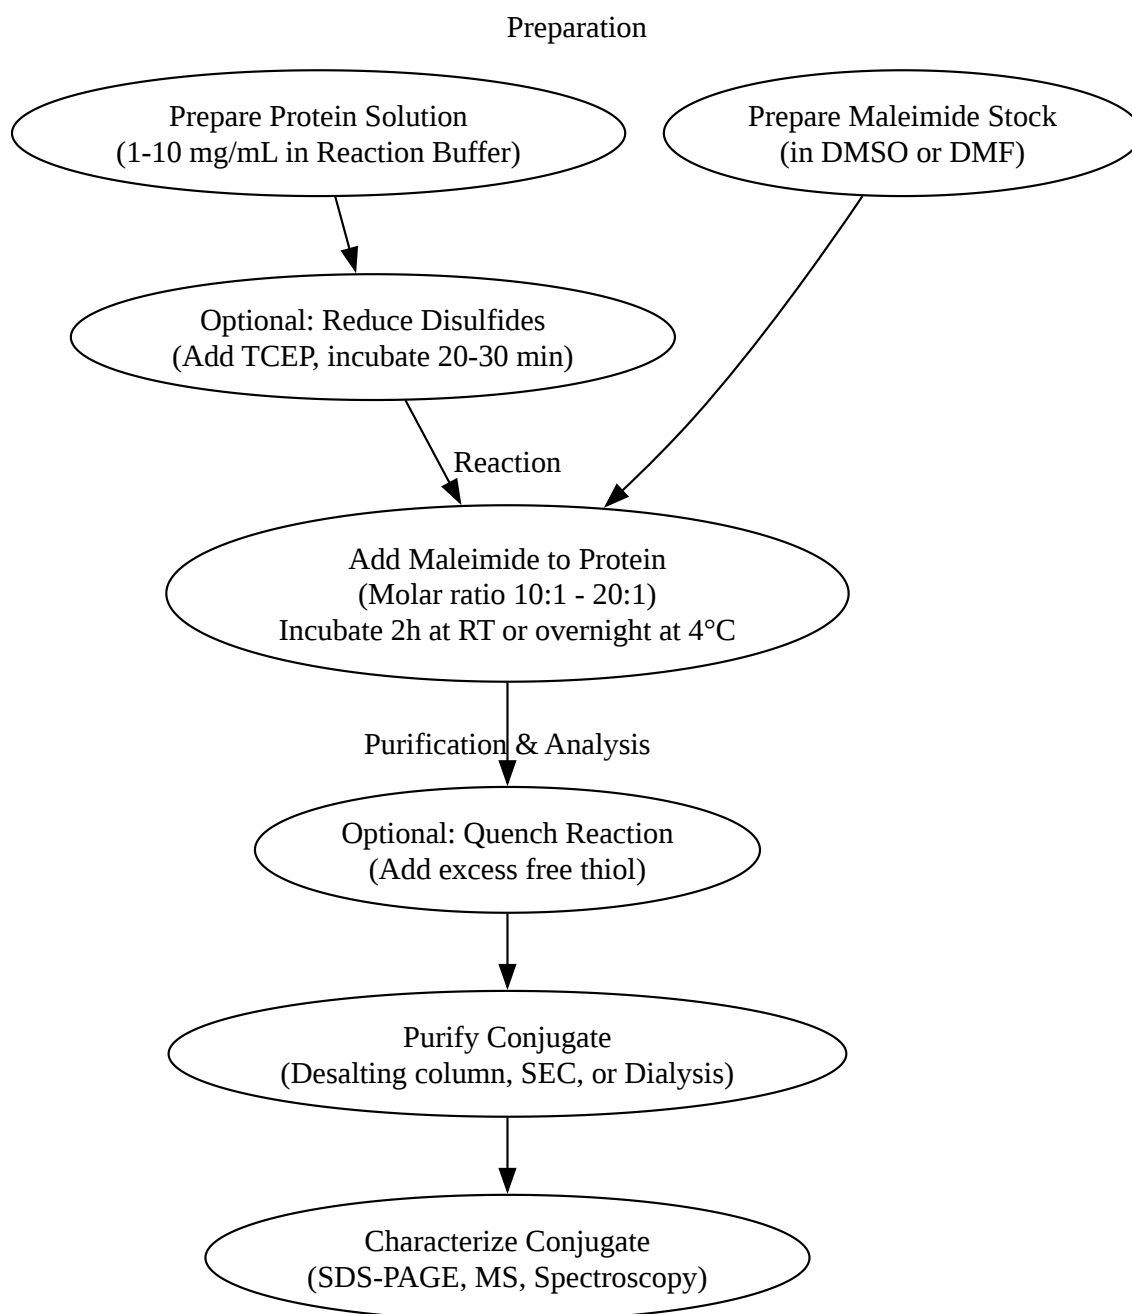 Preparation
Prepare Protein Solution
(1-10 mg/mL in Reaction Buffer)
Prepare Maleimide Stock
(in DMSO or DMF)
Optional: Reduce Disulfides
(Add TCEP, incubate 20-30 min)
Reaction
Add Maleimide to Protein
(Molar ratio 10:1 - 20:1)
Incubate 2h at RT or overnight at 4°C
Purification & Analysis
Optional: Quench Reaction
(Add excess free thiol)
Purify Conjugate
(Desalting column, SEC, or Dialysis)
Characterize Conjugate
(SDS-PAGE, MS, Spectroscopy)